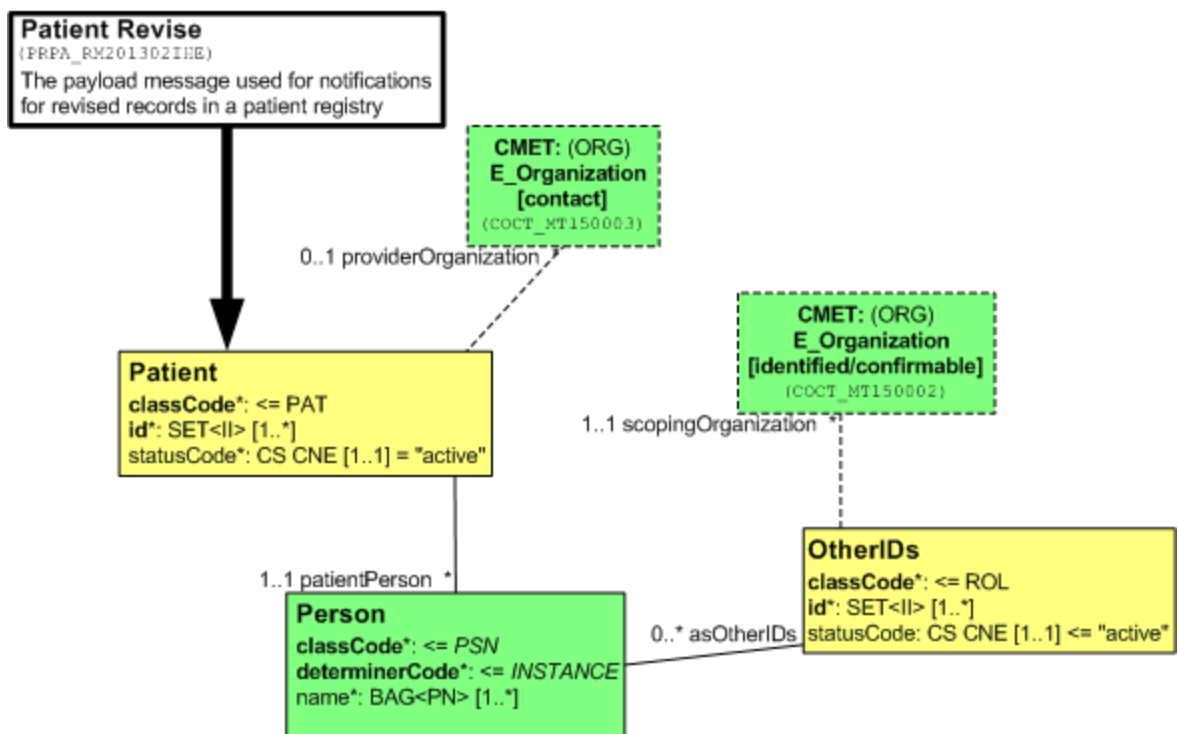 Patient Revise
(PRPA_RM201302IHE)
The payload message used for notifications
for revised records in a patient registry
CMET: (ORG)
E_Organization
[contact]
(COCT_MT150003)
0..1 providerOrganization *
CMET: (ORG)
E_Organization
[identified/confirmable]
(COCT_MT150002)
1..1 scopingOrganization *
Patient
classCode*: <= PAT
id*: SET<II> [1..*]
statusCode*: CS CNE [1..1] = "active"
OtherIDs
classCode*: <= ROL
id*: SET<II> [1..*]
statusCode: CS CNE [1..1] <= "active"
1..1 patientPerson *
Person
classCode*: <= PSN
determinerCode*: <= INSTANCE
name*: BAG<PN> [1..*]
0..* asOtherIDs